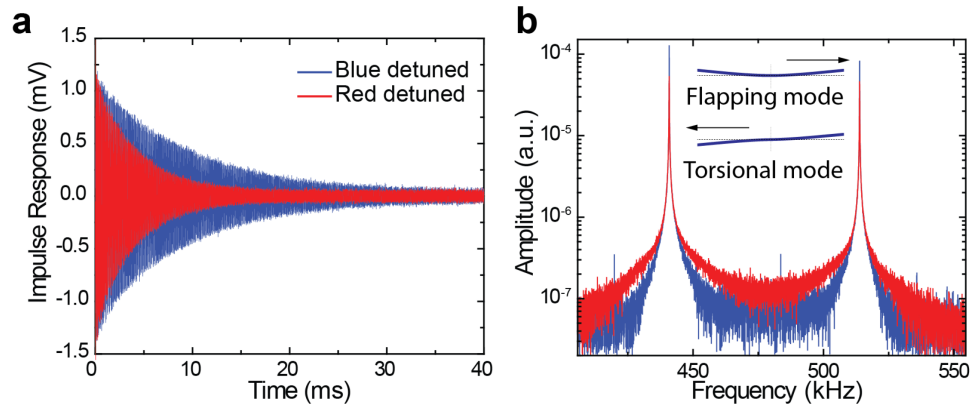 a
1.5
1.0
0.5
0.0
-0.5
-1.0
-1.5
Impulse Response (mV)
Blue detuned
Red detuned
0
10
20
30
40
Time (ms)
b
10-4
10-5
10-6
10-7
Amplitude (a.u.)
Flapping mode
Torsional mode
450
500
550
Frequency (kHz)